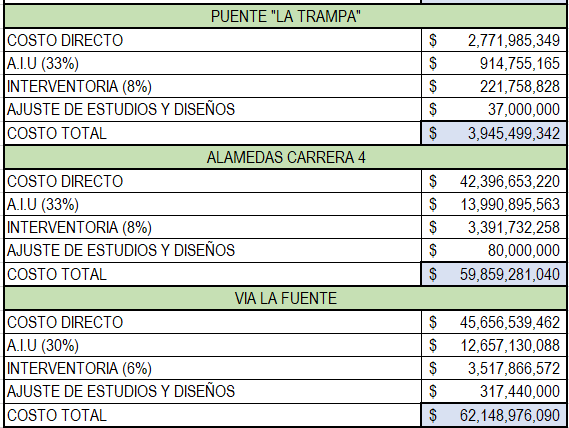 PUENTE "LA TRAMPA"
COSTO DIRECTO $ 2,771,985,349
A.I.U (33%) $ 914,755,165
INTERVENTORIA (8%) $ 221,758,828
AJUSTE DE ESTUDIOS Y DISEÑOS $ 37,000,000
COSTO TOTAL $ 3,945,499,342
ALAMEDAS CARRERA 4
COSTO DIRECTO $ 42,396,653,220
A.I.U (33%) $ 13,990,895,563
INTERVENTORIA (8%) $ 3,391,732,258
AJUSTE DE ESTUDIOS Y DISEÑOS $ 80,000,000
COSTO TOTAL $ 59,859,281,040
VIA LA FUENTE
COSTO DIRECTO $ 45,656,539,462
A.I.U (30%) $ 12,657,130,088
INTERVENTORIA (6%) $ 3,517,866,572
AJUSTE DE ESTUDIOS Y DISEÑOS $ 317,440,000
COSTO TOTAL $ 62,148,976,090